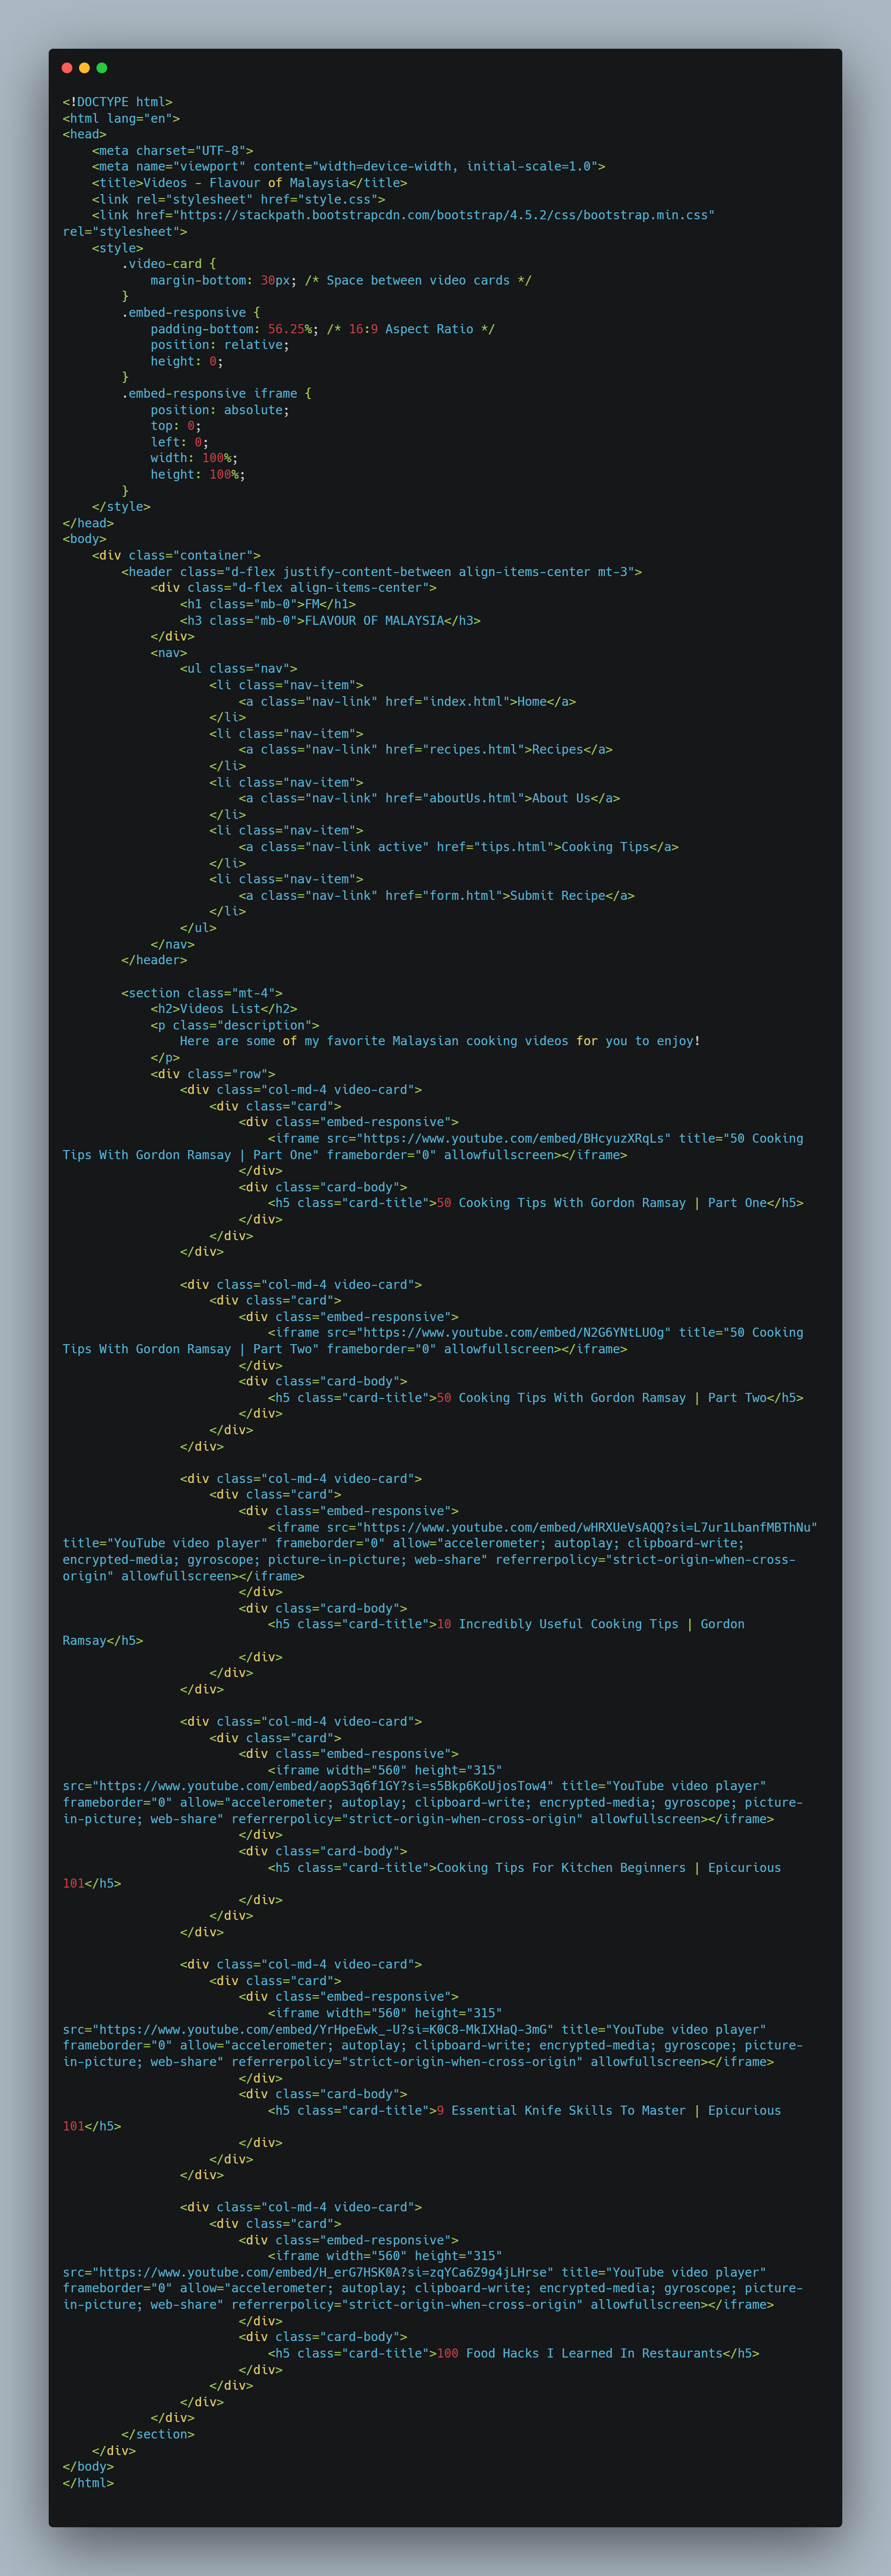 <!DOCTYPE html>
<html lang="en">
<head>
    <meta charset="UTF-8">
    <meta name="viewport" content="width=device-width, initial-scale=1.0">
    <title>Videos - Flavour of Malaysia</title>
    <link rel="stylesheet" href="style.css">
    <link href="https://stackpath.bootstrapcdn.com/bootstrap/4.5.2/css/bootstrap.min.css"
rel="stylesheet">
    <style>
        .video-card {
            margin-bottom: 30px; /* Space between video cards */
        }
        .embed-responsive {
            padding-bottom: 56.25%; /* 16:9 Aspect Ratio */
            position: relative;
            height: 0;
        }
        .embed-responsive iframe {
            position: absolute;
            top: 0;
            left: 0;
            width: 100%;
            height: 100%;
        }
    </style>
</head>
<body>
    <div class="container">
        <header class="d-flex justify-content-between align-items-center mt-3">
            <div class="d-flex align-items-center">
                <h1 class="mb-0">FM</h1>
                <h3 class="mb-0">FLAVOUR OF MALAYSIA</h3>
            </div>
            <nav>
                <ul class="nav">
                    <li class="nav-item">
                        <a class="nav-link" href="index.html">Home</a>
                    </li>
                    <li class="nav-item">
                        <a class="nav-link" href="recipes.html">Recipes</a>
                    </li>
                    <li class="nav-item">
                        <a class="nav-link" href="aboutUs.html">About Us</a>
                    </li>
                    <li class="nav-item">
                        <a class="nav-link active" href="tips.html">Cooking Tips</a>
                    </li>
                    <li class="nav-item">
                        <a class="nav-link" href="form.html">Submit Recipe</a>
                    </li>
                </ul>
            </nav>
        </header>

        <section class="mt-4">
            <h2>Videos List</h2>
            <p class="description">
                Here are some of my favorite Malaysian cooking videos for you to enjoy!
            </p>
            <div class="row">
                <div class="col-md-4 video-card">
                    <div class="card">
                        <div class="embed-responsive">
                            <iframe src="https://www.youtube.com/embed/BHcyuzXRqLs" title="50 Cooking
Tips With Gordon Ramsay | Part One" frameborder="0" allowfullscreen></iframe>
                        </div>
                        <div class="card-body">
                            <h5 class="card-title">50 Cooking Tips With Gordon Ramsay | Part One</h5>
                        </div>
                    </div>
                </div>

                <div class="col-md-4 video-card">
                    <div class="card">
                        <div class="embed-responsive">
                            <iframe src="https://www.youtube.com/embed/N2G6YNtLUOg" title="50 Cooking
Tips With Gordon Ramsay | Part Two" frameborder="0" allowfullscreen></iframe>
                        </div>
                        <div class="card-body">
                            <h5 class="card-title">50 Cooking Tips With Gordon Ramsay | Part Two</h5>
                        </div>
                    </div>
                </div>

                <div class="col-md-4 video-card">
                    <div class="card">
                        <div class="embed-responsive">
                            <iframe src="https://www.youtube.com/embed/wHRXUeVsAQQ?si=L7ur1LbanfMBThNu"
title="YouTube video player" frameborder="0" allow="accelerometer; autoplay; clipboard-write;
encrypted-media; gyroscope; picture-in-picture; web-share" referrerpolicy="strict-origin-when-cross-
origin" allowfullscreen></iframe>
                        </div>
                        <div class="card-body">
                            <h5 class="card-title">10 Incredibly Useful Cooking Tips | Gordon
Ramsay</h5>
                        </div>
                    </div>
                </div>

                <div class="col-md-4 video-card">
                    <div class="card">
                        <div class="embed-responsive">
                            <iframe width="560" height="315"
src="https://www.youtube.com/embed/aopS3q6f1GY?si=s5Bkp6KoUjosTow4" title="YouTube video player"
frameborder="0" allow="accelerometer; autoplay; clipboard-write; encrypted-media; gyroscope; picture-
in-picture; web-share" referrerpolicy="strict-origin-when-cross-origin" allowfullscreen></iframe>
                        </div>
                        <div class="card-body">
                            <h5 class="card-title">Cooking Tips For Kitchen Beginners | Epicurious
101</h5>
                        </div>
                    </div>
                </div>

                <div class="col-md-4 video-card">
                    <div class="card">
                        <div class="embed-responsive">
                            <iframe width="560" height="315"
src="https://www.youtube.com/embed/YrHpeEwk_-U?si=K0C8-MkIXHaQ-3mG" title="YouTube video player"
frameborder="0" allow="accelerometer; autoplay; clipboard-write; encrypted-media; gyroscope; picture-
in-picture; web-share" referrerpolicy="strict-origin-when-cross-origin" allowfullscreen></iframe>
                        </div>
                        <div class="card-body">
                            <h5 class="card-title">9 Essential Knife Skills To Master | Epicurious
101</h5>
                        </div>
                    </div>
                </div>

                <div class="col-md-4 video-card">
                    <div class="card">
                        <div class="embed-responsive">
                            <iframe width="560" height="315"
src="https://www.youtube.com/embed/H_erG7HSK0A?si=zqYCa6Z9g4jLHrse" title="YouTube video player"
frameborder="0" allow="accelerometer; autoplay; clipboard-write; encrypted-media; gyroscope; picture-
in-picture; web-share" referrerpolicy="strict-origin-when-cross-origin" allowfullscreen></iframe>
                        </div>
                        <div class="card-body">
                            <h5 class="card-title">100 Food Hacks I Learned In Restaurants</h5>
                        </div>
                    </div>
                </div>
            </div>
        </section>
    </div>
</body>
</html>